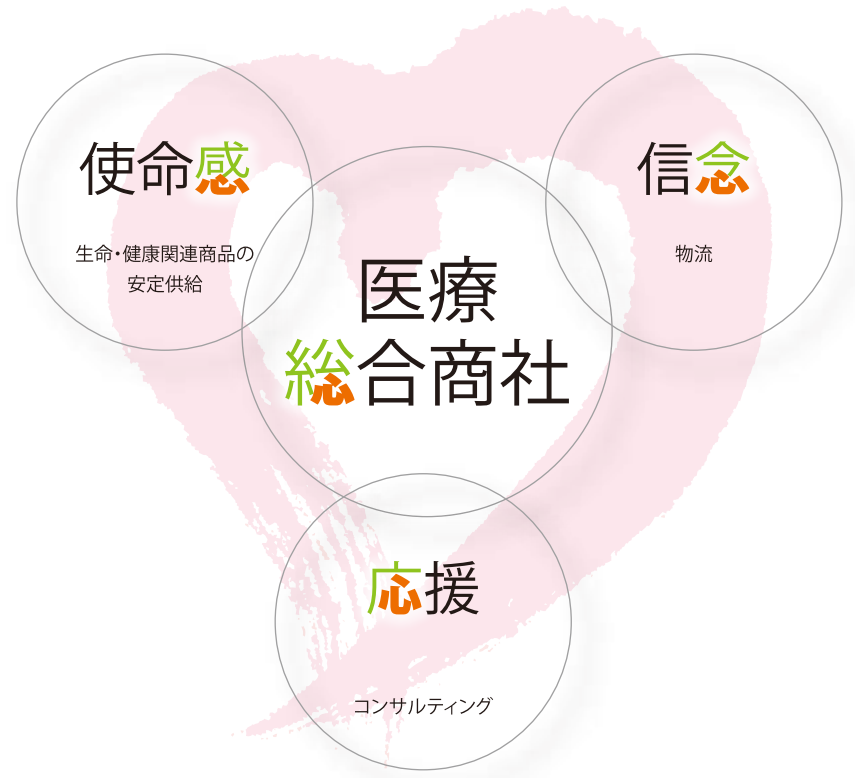 使命感
生命・健康関連商品の
安定供給
信念
物流
医療
総合商社
応援
コンサルティング